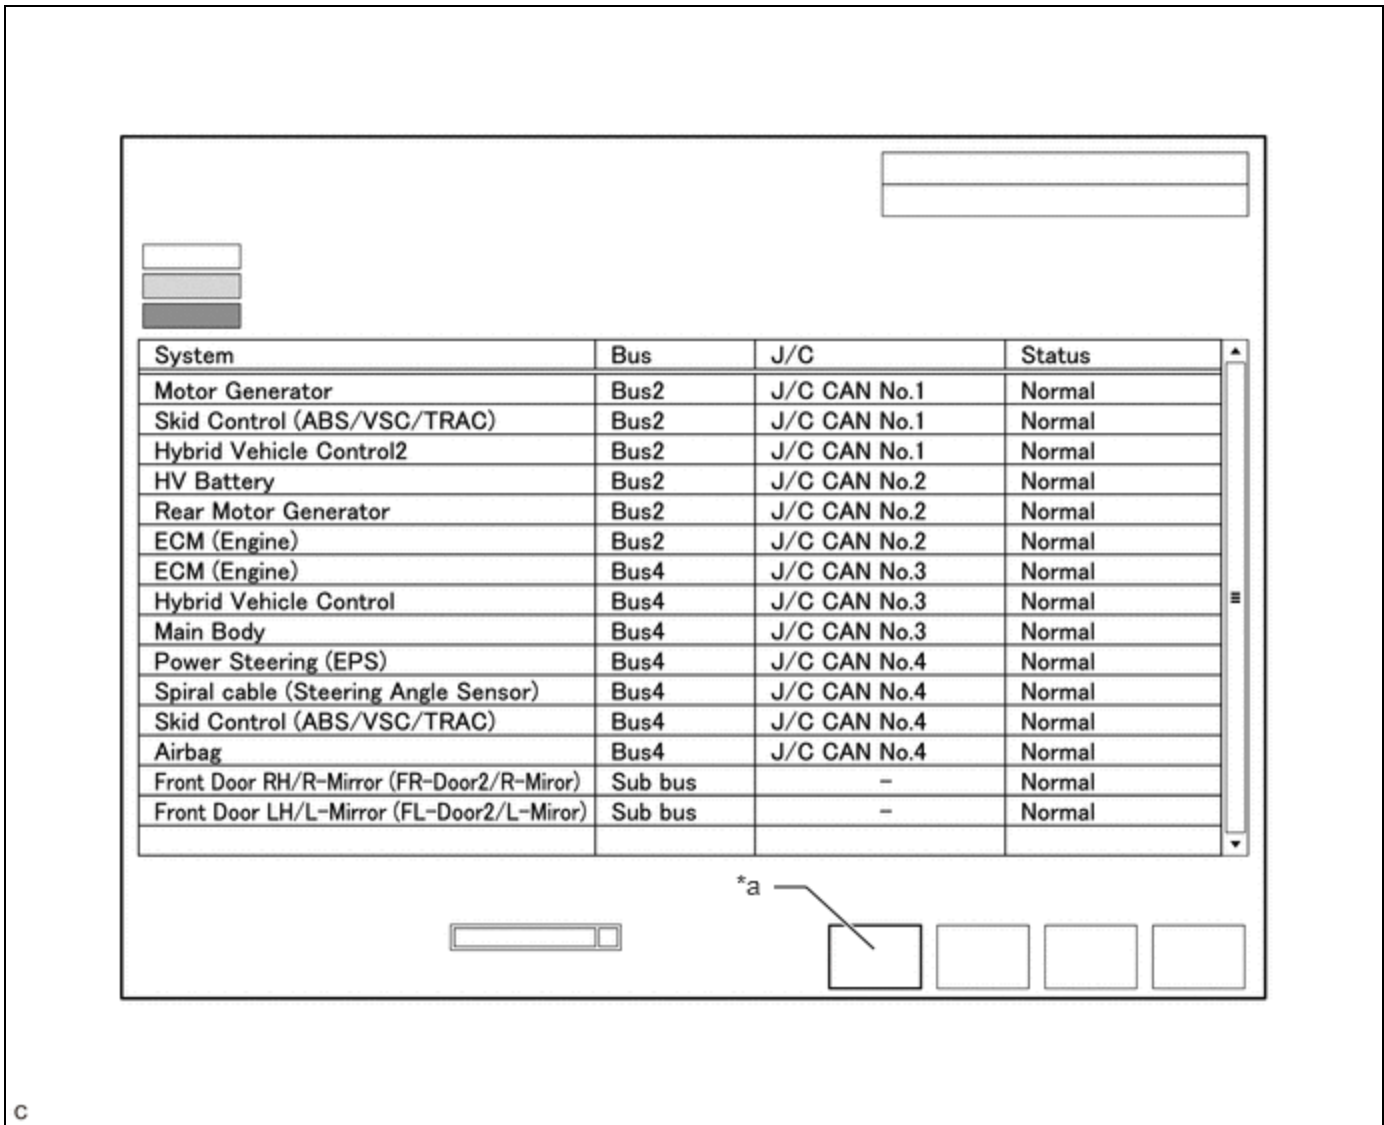 System Bus J/C Status
Motor Generator Bus2 J/C CAN No.1 Normal
Skid Control (ABS/VSC/TRAC) Bus2 J/C CAN No.1 Normal
Hybrid Vehicle Control2 Bus2 J/C CAN No.1 Normal
HV Battery Bus2 J/C CAN No.2 Normal
Rear Motor Generator Bus2 J/C CAN No.2 Normal
ECM (Engine) Bus2 J/C CAN No.2 Normal
ECM (Engine) Bus4 J/C CAN No.3 Normal
Hybrid Vehicle Control Bus4 J/C CAN No.3 Normal
Main Body Bus4 J/C CAN No.3 Normal
Power Steering (EPS) Bus4 J/C CAN No.4 Normal
Spiral cable (Steering Angle Sensor) Bus4 J/C CAN No.4 Normal
Skid Control (ABS/VSC/TRAC) Bus4 J/C CAN No.4 Normal
Airbag Bus4 J/C CAN No.4 Normal
Front Door RH/R-Mirror (FR-Door2/R-Miror) Sub bus - Normal
Front Door LH/L-Mirror (FL-Door2/L-Miror) Sub bus - Normal
*a
C